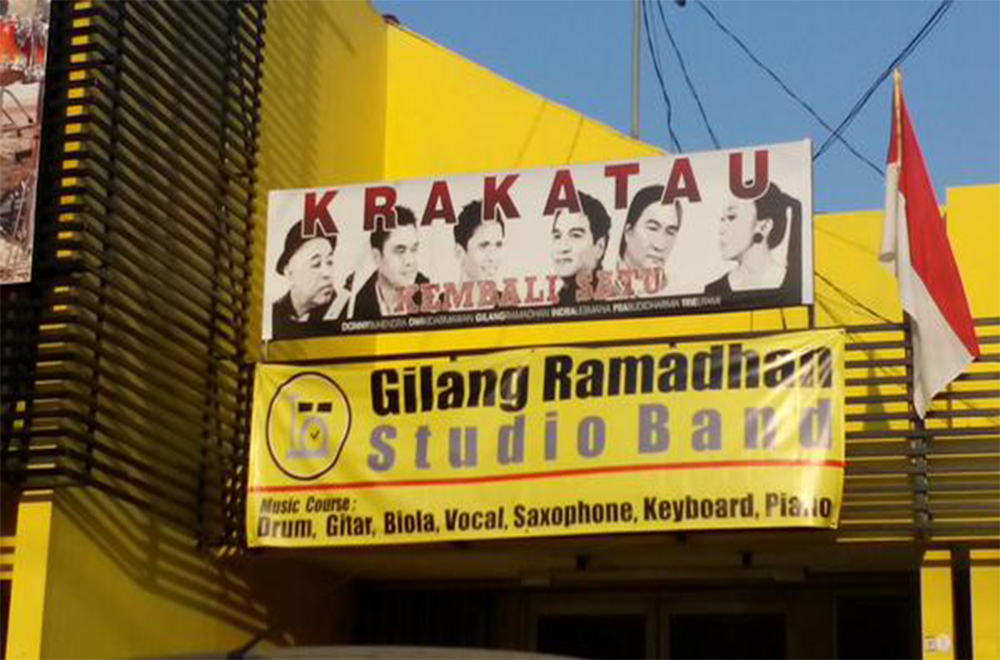 KRAKATAU
KEMBALI SATU
DONNYSUHENDRA DWIKIDARMAWAN GILANGRAMADHAN INDRALESMANA PRABUDIDHARMA TRIEUTAMI
Gilang Ramadhan
Studio Band
Music Course :
Drum, Gitar, Biola, Vocal, Saxophone, Keyboard, Piano